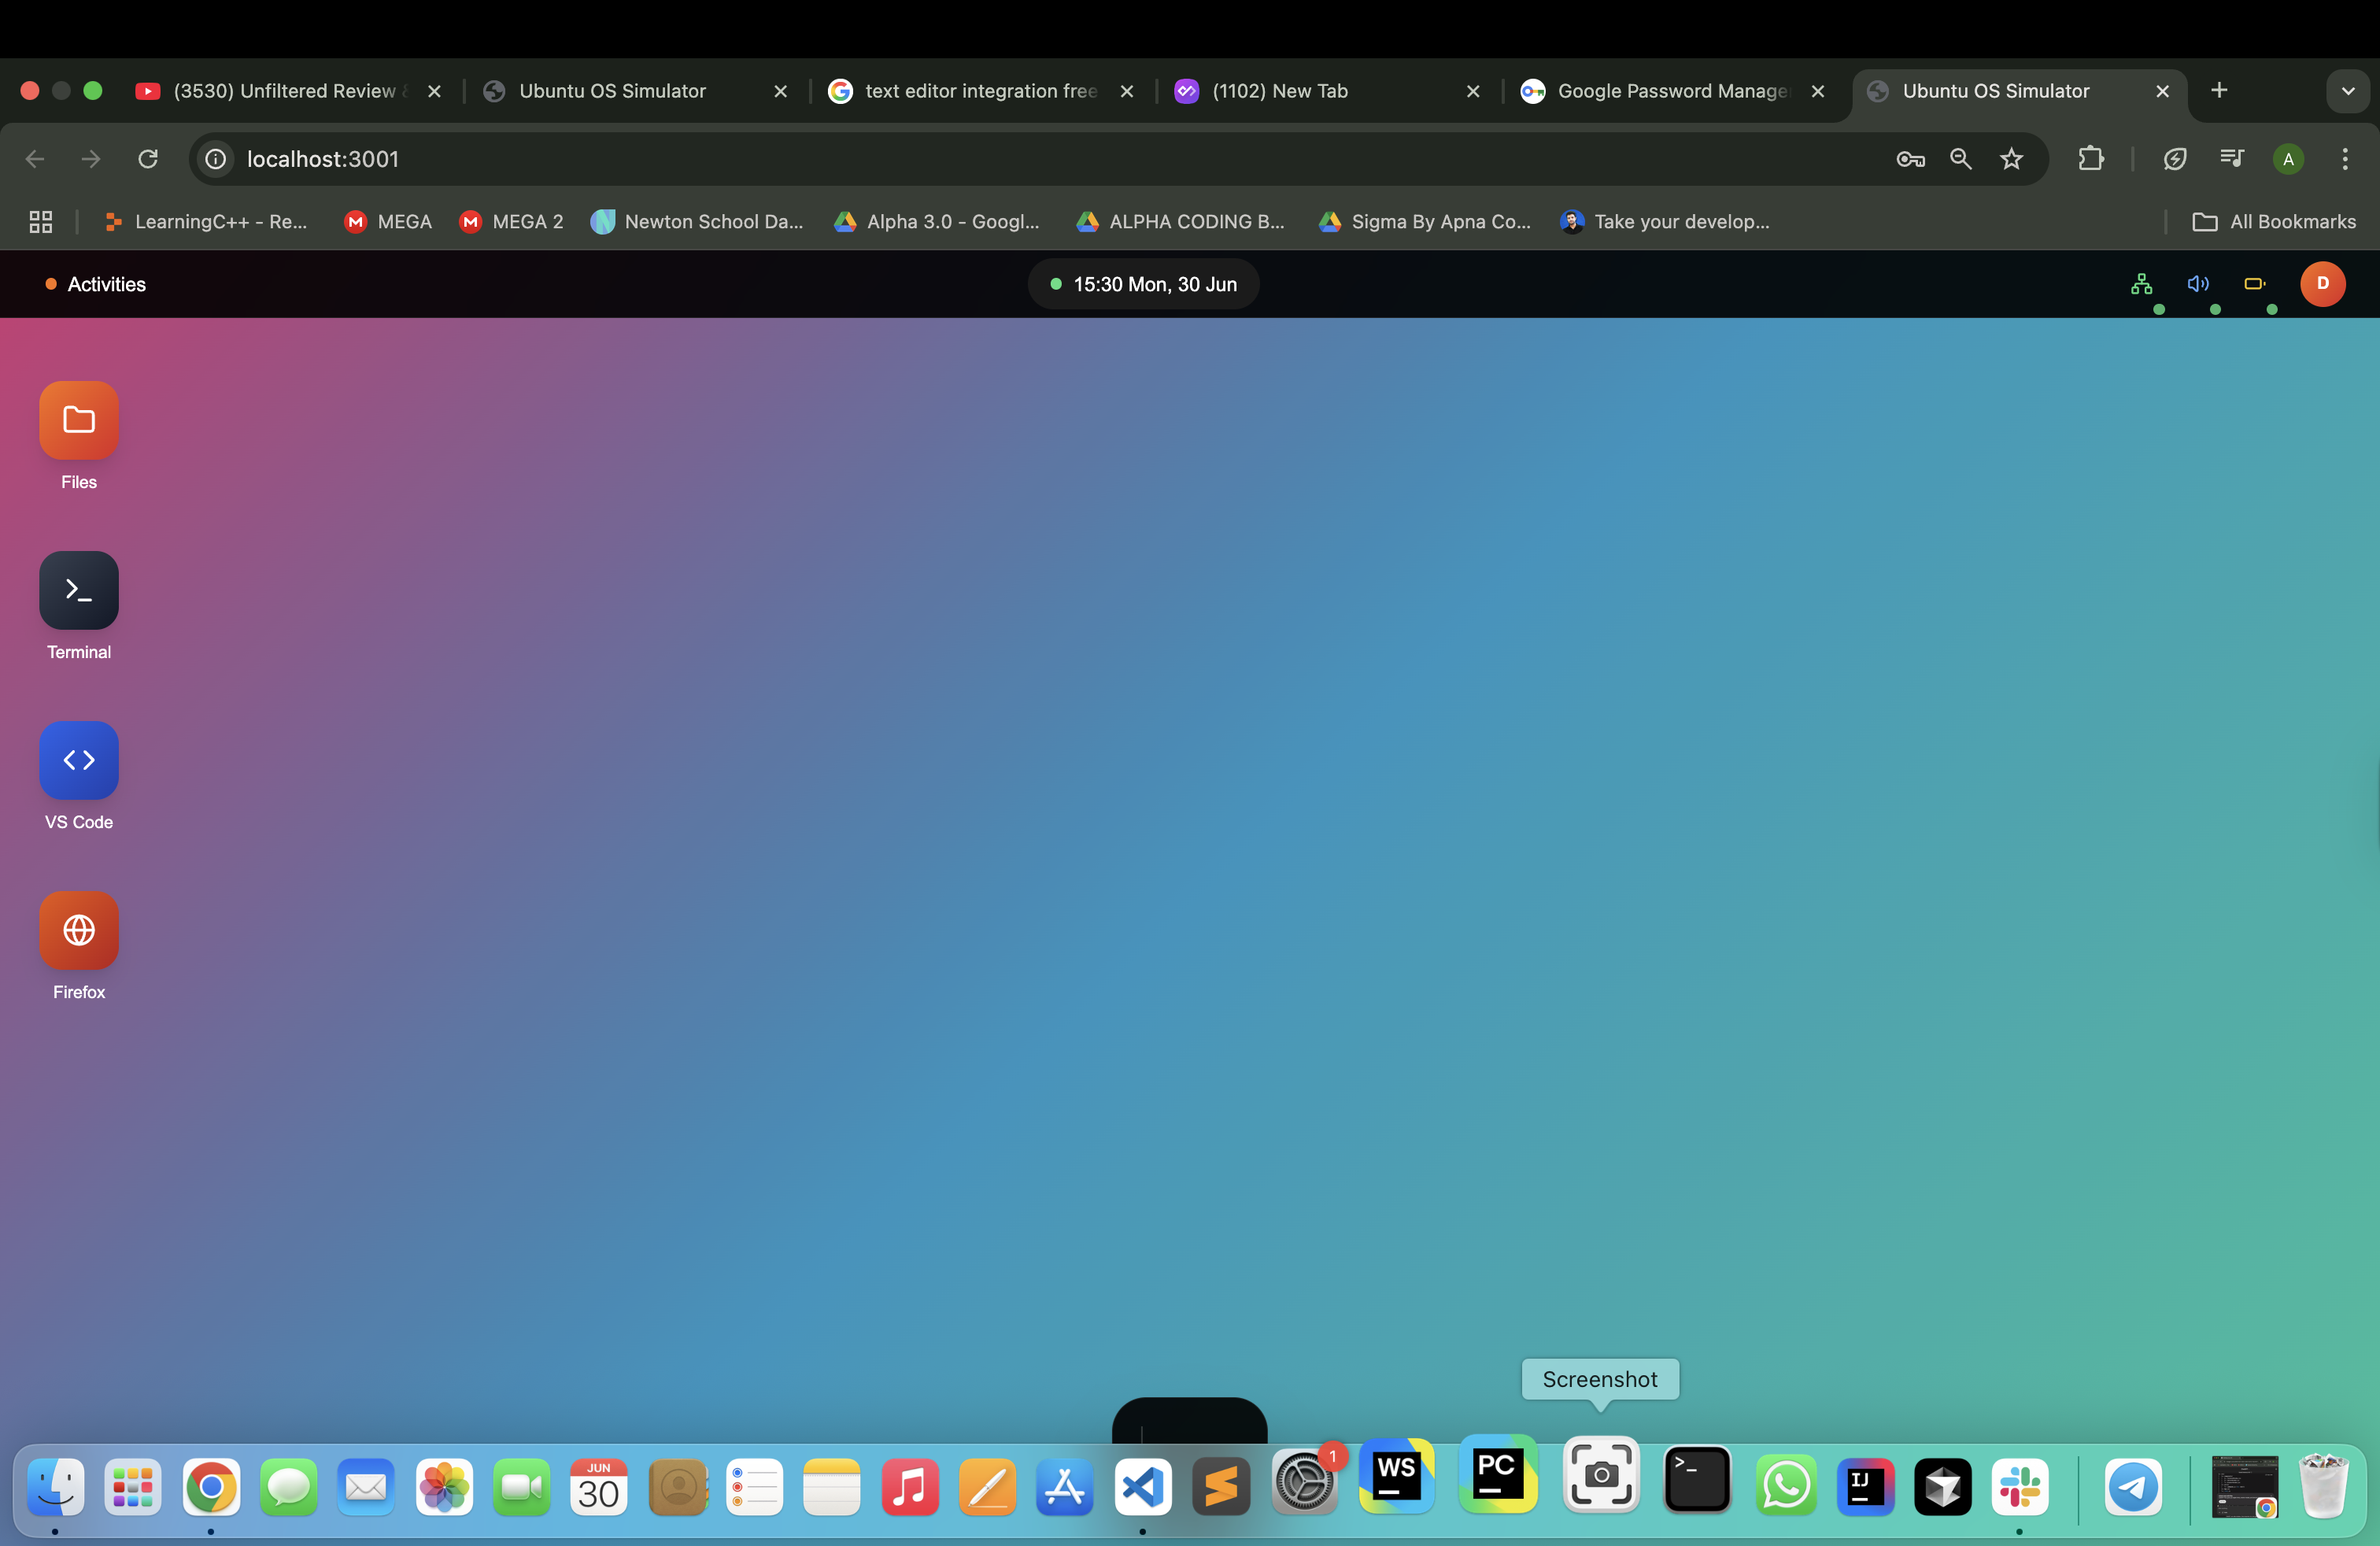 (3530) Unfiltered Review
Ubuntu OS Simulator
text editor integration free
(1102) New Tab
Google Password Manager
Ubuntu OS Simulator
localhost:3001
A
LearningC++ - Re...
MEGA
MEGA 2
Newton School Da...
Alpha 3.0 - Googl...
ALPHA CODING B...
Sigma By Apna Co...
Take your develop...
All Bookmarks
Activities
15:30 Mon, 30 Jun
D
Files
Terminal
VS Code
Firefox
Screenshot
JUN
30
1
WS
PC
>_
IJ